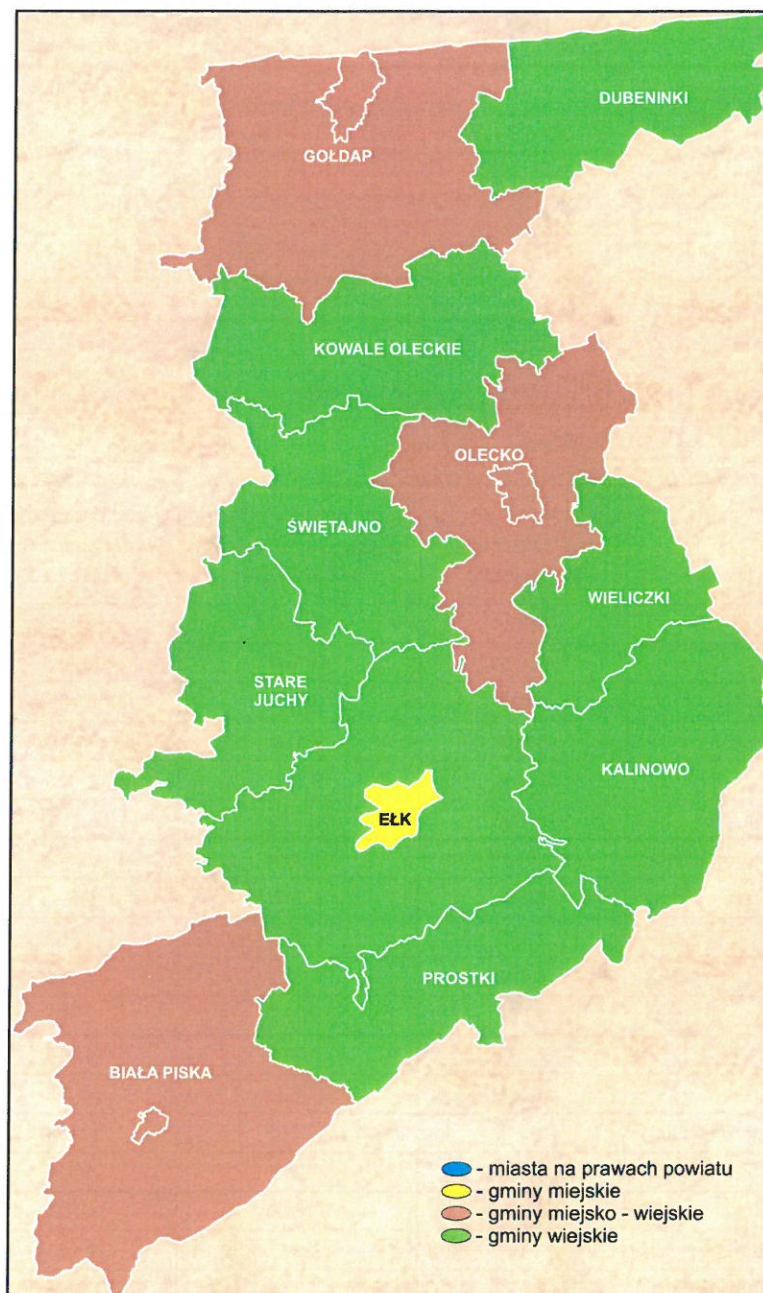 DUBENINKI
GOŁDAP
KOWALE OLECKIE
OLECKO
ŚWIĘTAJNO
WIELICZKI
STARE
JUCHY
KALINOWO
EŁK
PROSTKI
BIAŁA PISKA
- miasta na prawach powiatu
- gminy miejskie
- gminy miejsko - wiejskie
- gminy wiejskie